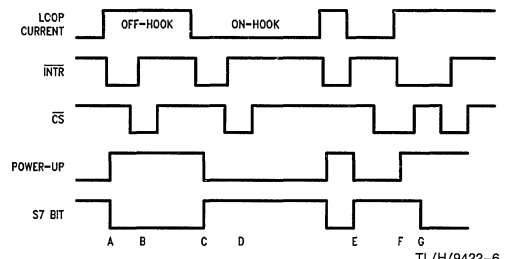 LCOP
CURRENT
OFF-HOOK
ON-HOOK
INTR
CS
POWER-UP
S7 BIT
A B C D E F G
TL/H/9422-6